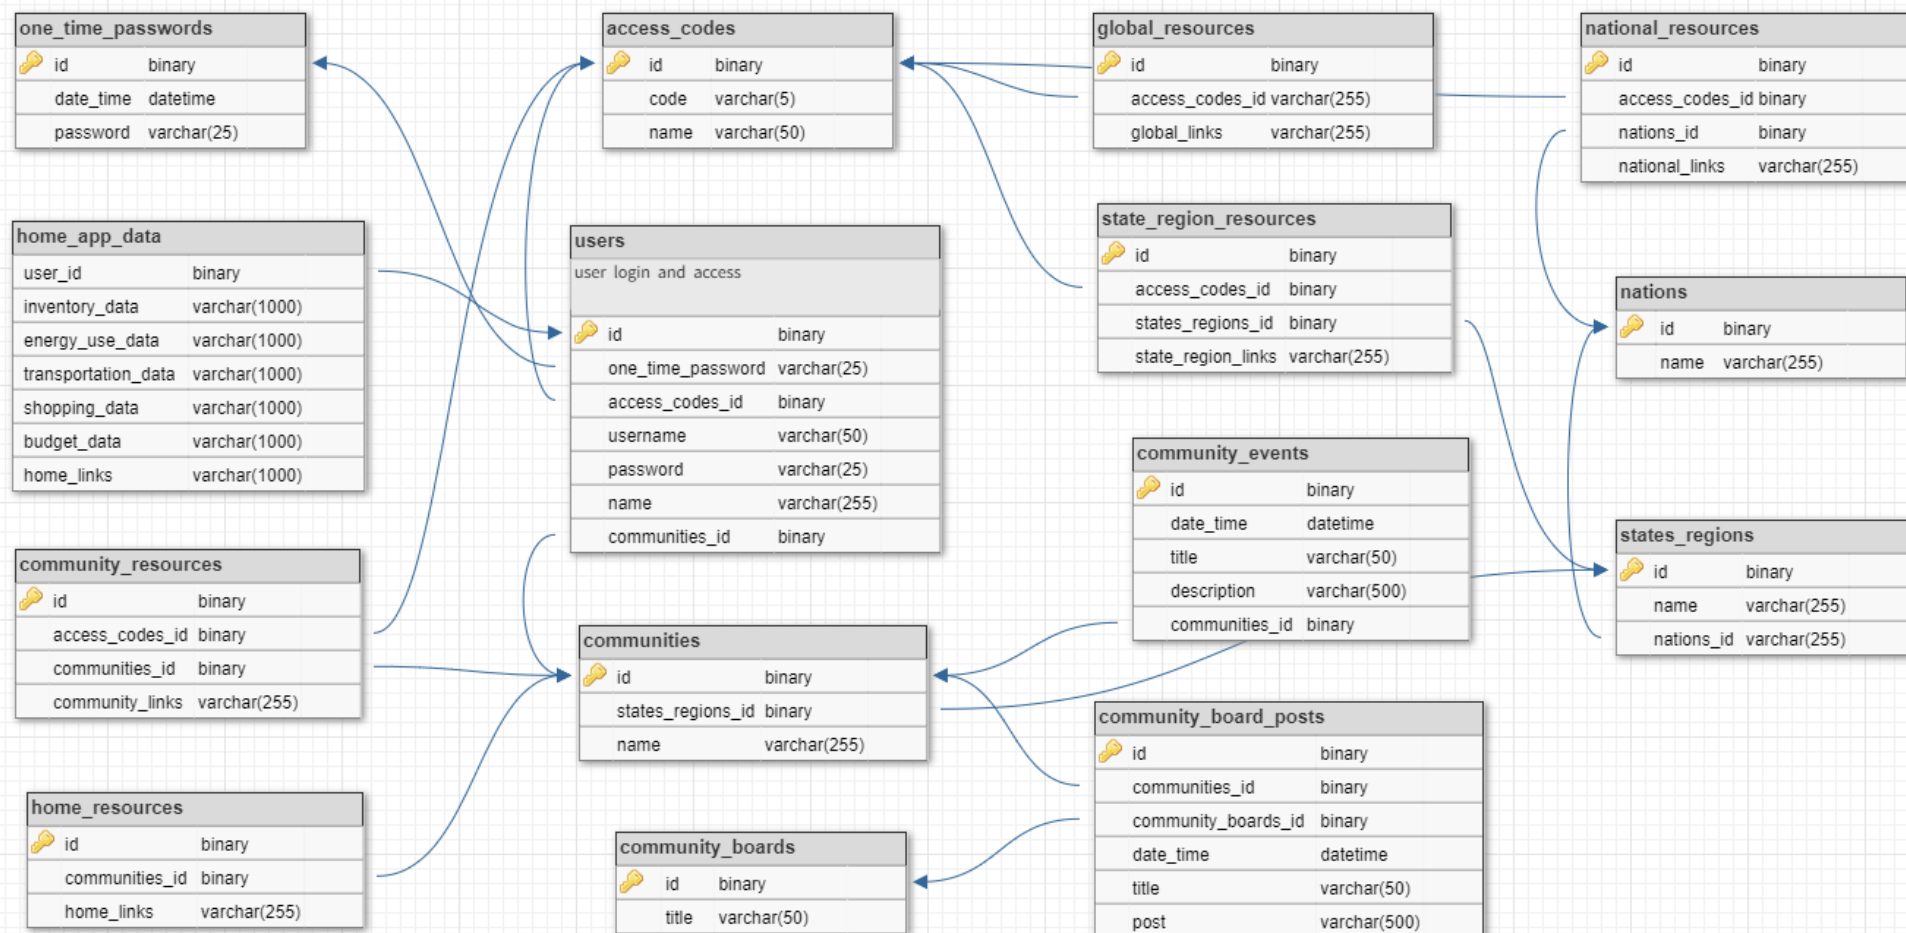 one_time_passwords
id binary
date_time datetime
password varchar(25)
access_codes
id binary
code varchar(5)
name varchar(50)
global_resources
id binary
access_codes_id varchar(255)
global_links varchar(255)
national_resources
id binary
access_codes_id binary
nations_id binary
national_links varchar(255)
home_app_data
user_id binary
inventory_data varchar(1000)
energy_use_data varchar(1000)
transportation_data varchar(1000)
shopping_data varchar(1000)
budget_data varchar(1000)
home_links varchar(1000)
users
user login and access
id binary
one_time_password varchar(25)
access_codes_id binary
username varchar(50)
password varchar(25)
name varchar(255)
communities_id binary
state_region_resources
id binary
access_codes_id binary
states_regions_id binary
state_region_links varchar(255)
nations
id binary
name varchar(255)
community_events
id binary
date_time datetime
title varchar(50)
description varchar(500)
communities_id binary
states_regions
id binary
name varchar(255)
nations_id varchar(255)
community_resources
id binary
access_codes_id binary
communities_id binary
community_links varchar(255)
communities
id binary
states_regions_id binary
name varchar(255)
community_board_posts
id binary
communities_id binary
community_boards_id binary
date_time datetime
title varchar(50)
post varchar(500)
home_resources
id binary
communities_id binary
home_links varchar(255)
community_boards
id binary
title varchar(50)